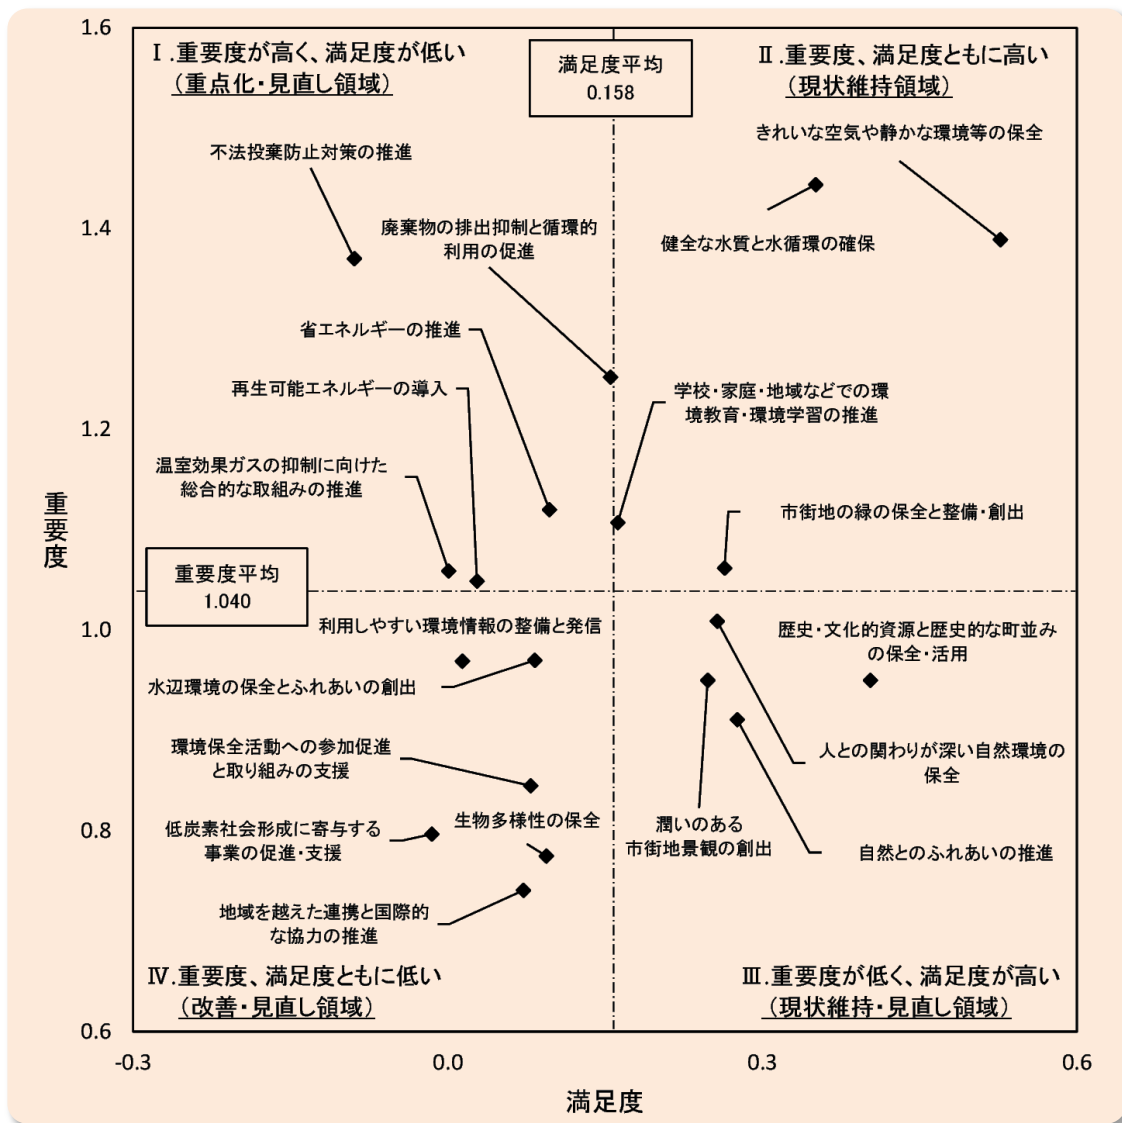 1.6
Ⅰ.重要度が高く、満足度が低い
（重点化・見直し領域）
満足度平均
0.158
Ⅱ.重要度、満足度ともに高い
（現状維持領域）
きれいな空気や静かな環境等の保全
不法投棄防止対策の推進
1.4
廃棄物の排出抑制と循環的
利用の促進
健全な水質と水循環の確保
省エネルギーの推進
再生可能エネルギーの導入
学校・家庭・地域などでの環
境教育・環境学習の推進
1.2
温室効果ガスの抑制に向けた
総合的な取組みの推進
市街地の緑の保全と整備・創出
重要度
重要度平均
1.040
1.0
利用しやすい環境情報の整備と発信
歴史・文化的資源と歴史的な町並み
の保全・活用
水辺環境の保全とふれあいの創出
環境保全活動への参加促進
と取り組みの支援
人との関わりが深い自然環境の
保全
0.8
低炭素社会形成に寄与する
事業の促進・支援
生物多様性の保全
潤いのある
市街地景観の創出
自然とのふれあいの推進
地域を越えた連携と国際的
な協力の推進
Ⅳ.重要度、満足度ともに低い
（改善・見直し領域）
Ⅲ.重要度が低く、満足度が高い
（現状維持・見直し領域）
0.6
-0.3
0.0
0.3
0.6
満足度